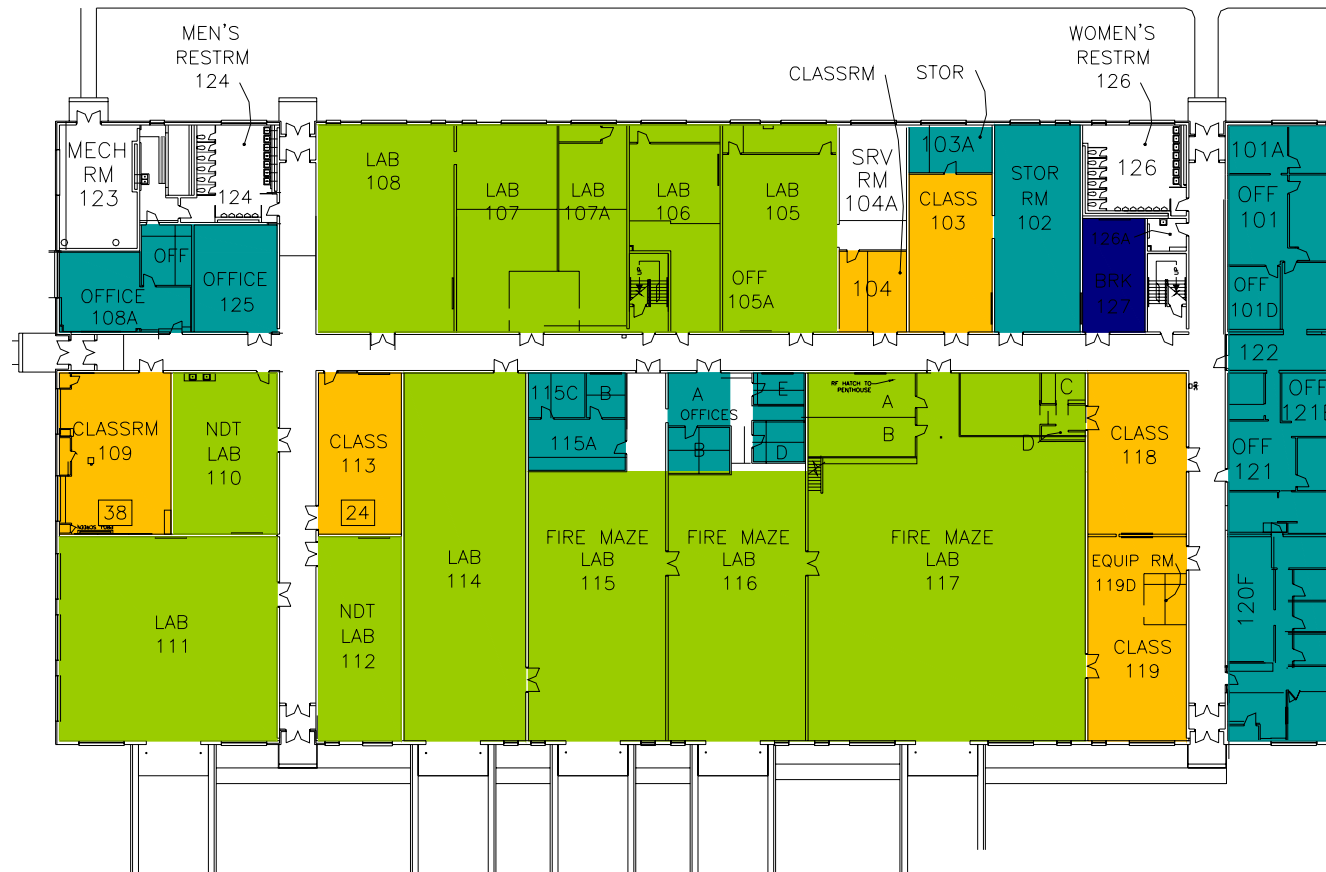 MEN'S
RESTRM
124
WOMEN'S
RESTRM
126
CLASSRM
STOR
MECH
RM
123
124
LAB
108
LAB
107
LAB
107A
LAB
106
LAB
105
OFF
105A
SRV
RM
104A
104
103A
CLASS
103
STOR
RM
102
126
126A
BRK
127
101A
OFF
101
OFF
101D
122
OFF
OFFICE
108A
OFFICE
125
UP
CLASSRM
109
38
NDT
LAB
110
LAB
111
CLASS
113
24
NDT
LAB
112
LAB
114
115C
B
115A
FIRE MAZE
LAB
115
A
OFFICES
B
E
D
FIRE MAZE
LAB
116
RF HATCH TO
PENTHOUSE
A
B
C
D
FIRE MAZE
LAB
117
CLASS
118
EQUIP RM
119D
CLASS
119
OFF
OFF
121
120F